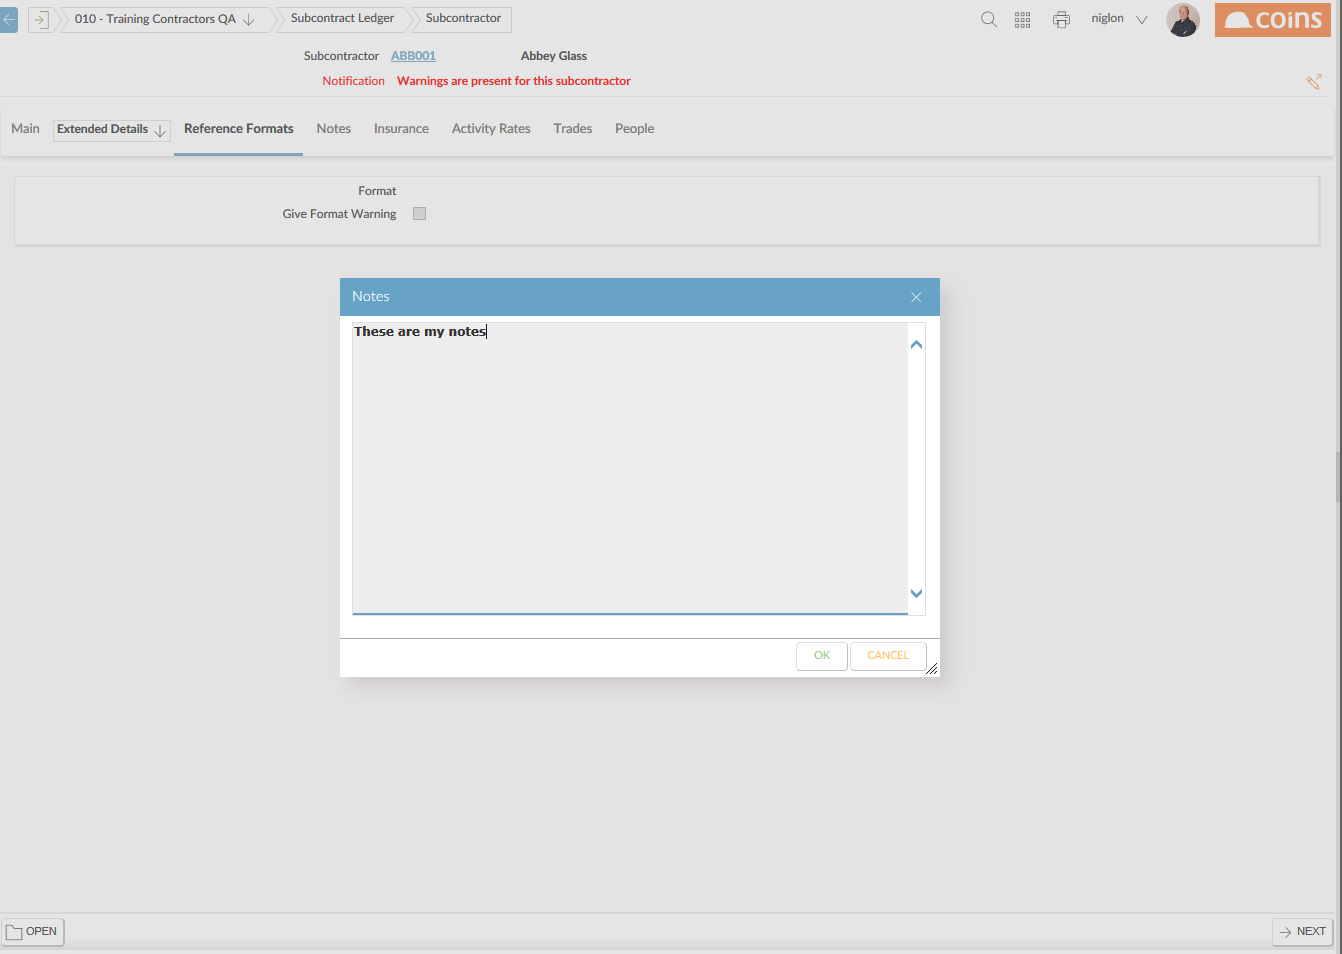 010 - Training Contractors QA
Subcontract Ledger
Subcontractor
niglon
coins
Subcontractor ABB001 Abbey Glass
Notification Warnings are present for this subcontractor
Main Extended Details Reference Formats Notes Insurance Activity Rates Trades People
Format
Give Format Warning
Notes
These are my notes
OK CANCEL
OPEN NEXT